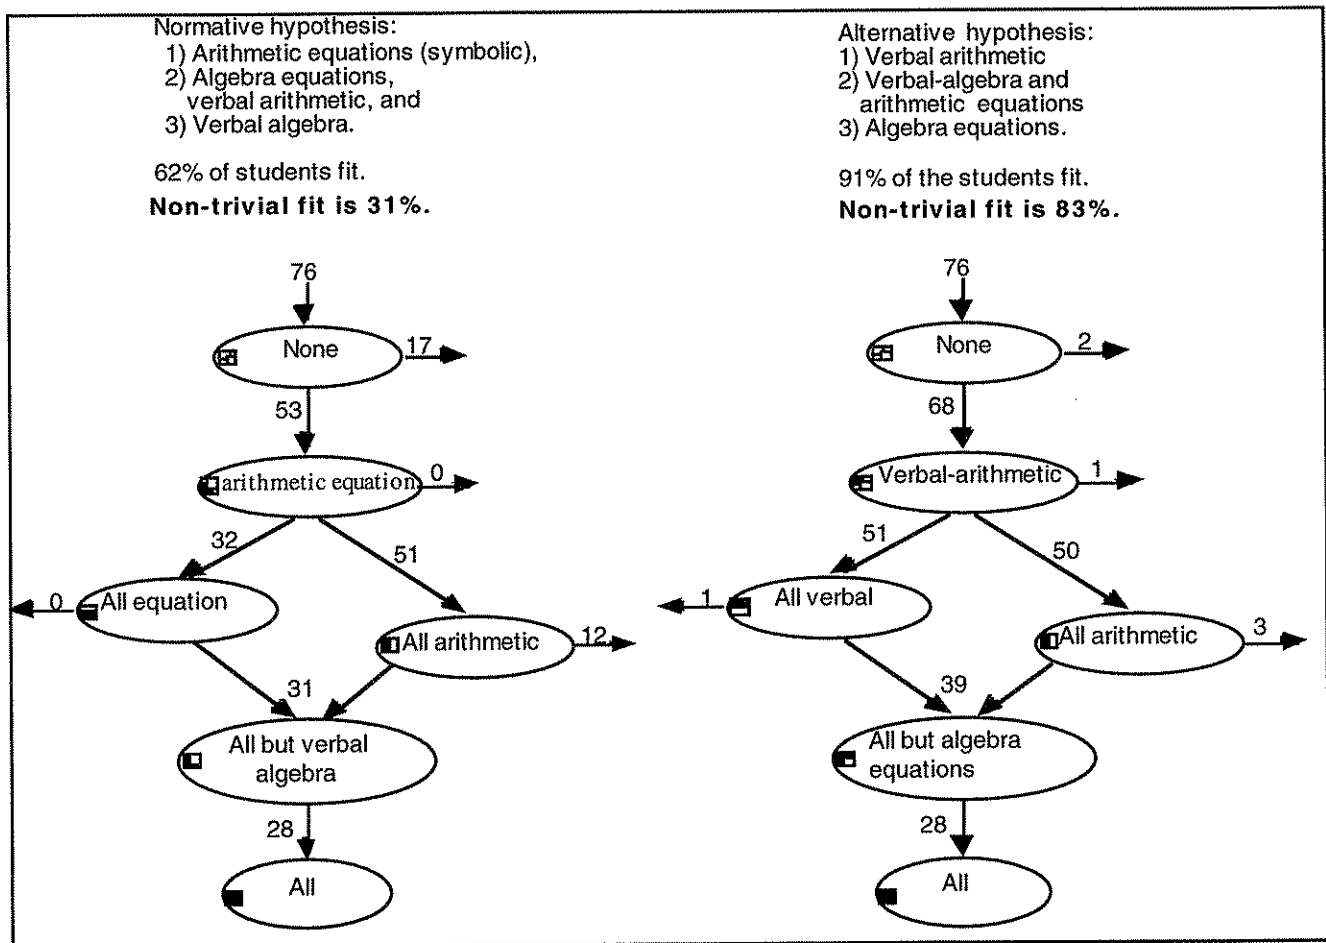 Normative hypothesis:
1) Arithmetic equations (symbolic),
2) Algebra equations,
verbal arithmetic, and
3) Verbal algebra.
62% of students fit.
Non-trivial fit is 31%.
76
None
17
53
arithmetic equation
0
32
51
All equation
0
All arithmetic
12
31
All but verbal
algebra
28
All
Alternative hypothesis:
1) Verbal arithmetic
2) Verbal-algebra and
arithmetic equations
3) Algebra equations.
91% of the students fit.
Non-trivial fit is 83%.
76
None
2
68
Verbal-arithmetic
1
51
50
All verbal
1
All arithmetic
3
39
All but algebra
equations
28
All